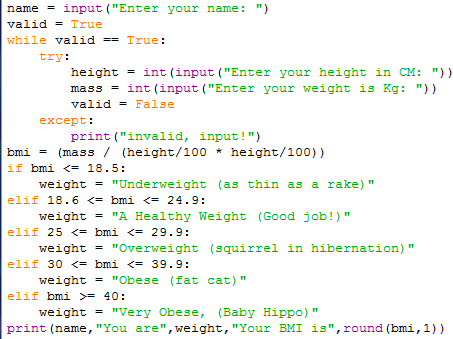 name = input("Enter your name: ")
valid = True
while valid == True:
    try:
        height = int(input("Enter your height in CM: "))
        mass = int(input("Enter your weight is Kg: "))
        valid = False
    except:
        print("invalid, input!")
bmi = (mass / (height/100 * height/100))
if bmi <= 18.5:
    weight = "Underweight (as thin as a rake)"
elif 18.6 <= bmi <= 24.9:
    weight = "A Healthy Weight (Good job!)"
elif 25 <= bmi <= 29.9:
    weight = "Overweight (squirrel in hibernation)"
elif 30 <= bmi <= 39.9:
    weight = "Obese (fat cat)"
elif bmi >= 40:
    weight = "Very Obese, (Baby Hippo)"
print(name,"You are",weight,"Your BMI is",round(bmi,1))